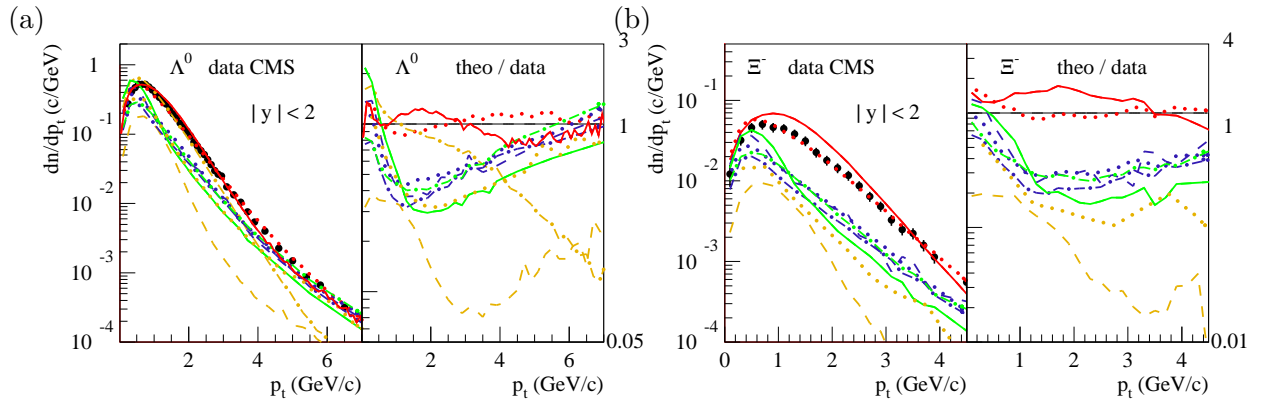 (a)
dn/dpt (c/GeV)
1
10^-1
10^-2
10^-3
10^-4
Λ^0 data CMS
| y | < 2
2 4 6
pt (GeV/c)
Λ^0 theo / data
3
1
0.05
2 4 6
pt (GeV/c)
(b)
dn/dpt (c/GeV)
10^-1
10^-2
10^-3
10^-4
Ξ^- data CMS
| y | < 2
0 1 2 3 4
pt (GeV/c)
Ξ^- theo / data
4
1
0.01
1 2 3 4
pt (GeV/c)